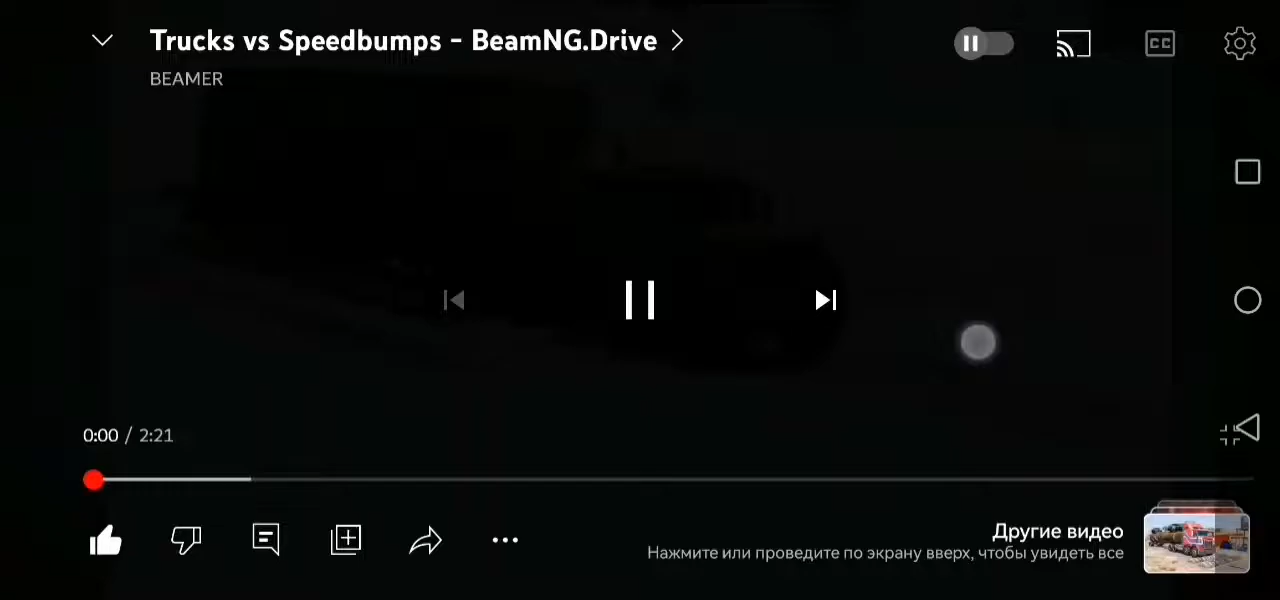 Trucks vs Speedbumps - BeamNG.Drive
BEAMER
CC
0:00 / 2:21
Другие видео
Нажмите или проведите по экрану вверх, чтобы увидеть все